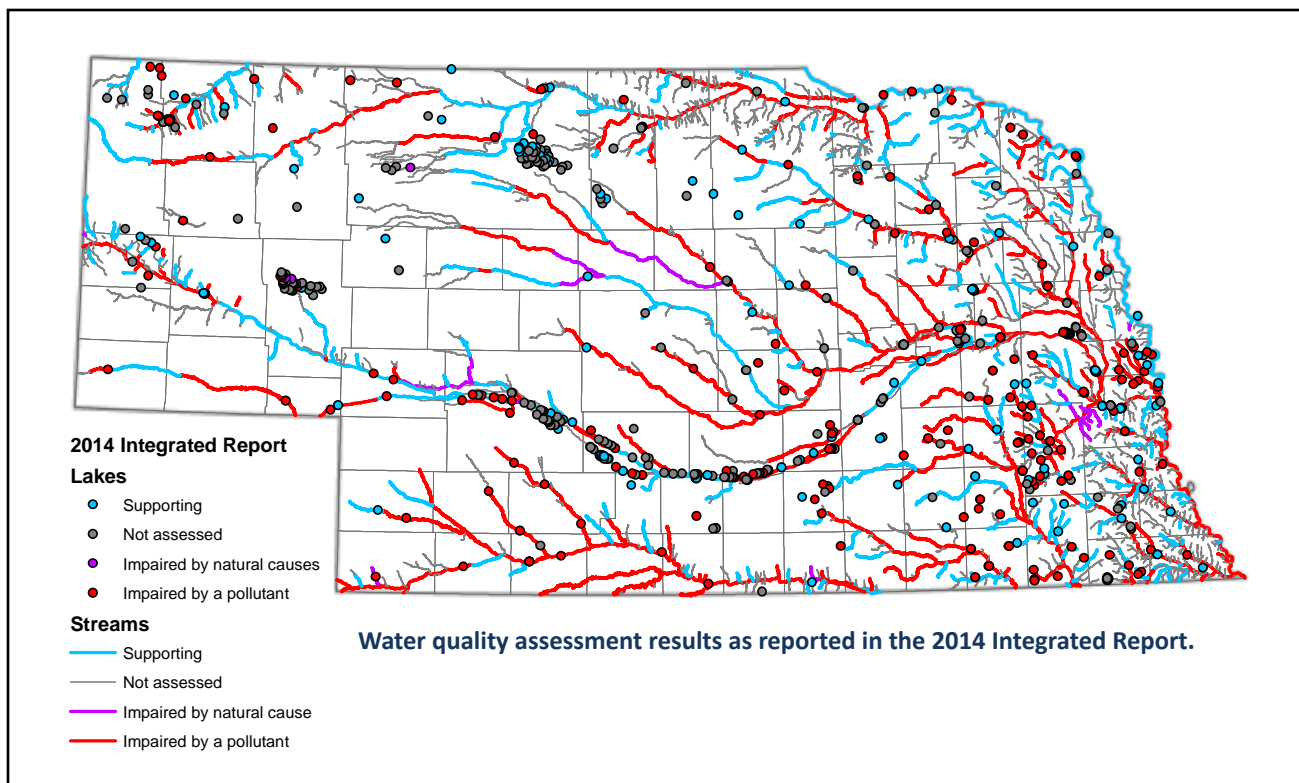 2014 Integrated Report
Lakes
Supporting
Not assessed
Impaired by natural causes
Impaired by a pollutant
Streams
Supporting
Not assessed
Impaired by natural cause
Impaired by a pollutant
Water quality assessment results as reported in the 2014 Integrated Report.